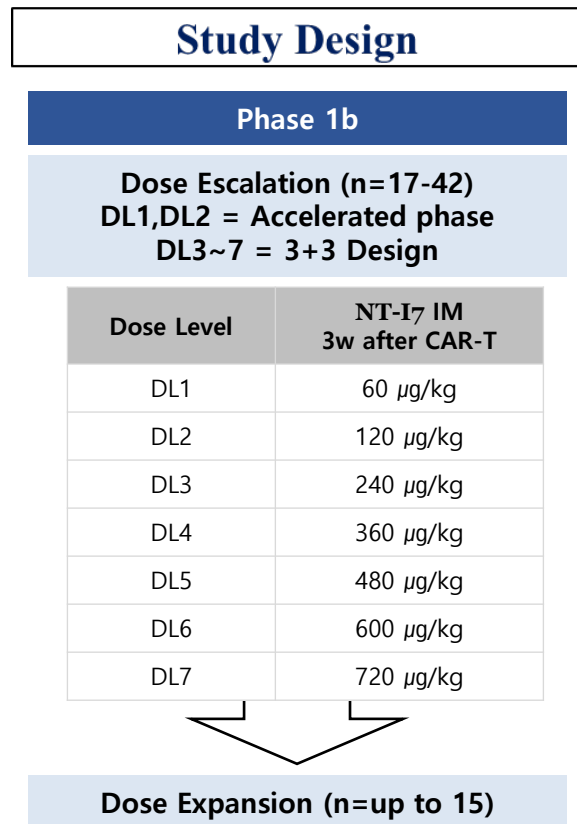 Study Design
Phase 1b
Dose Escalation (n=17-42)
DL1,DL2 = Accelerated phase
DL3~7 = 3+3 Design
Dose Level
NT-I7 IM
3w after CAR-T
DL1
60 µg/kg
DL2
120 µg/kg
DL3
240 µg/kg
DL4
360 µg/kg
DL5
480 µg/kg
DL6
600 µg/kg
DL7
720 µg/kg
Dose Expansion (n=up to 15)